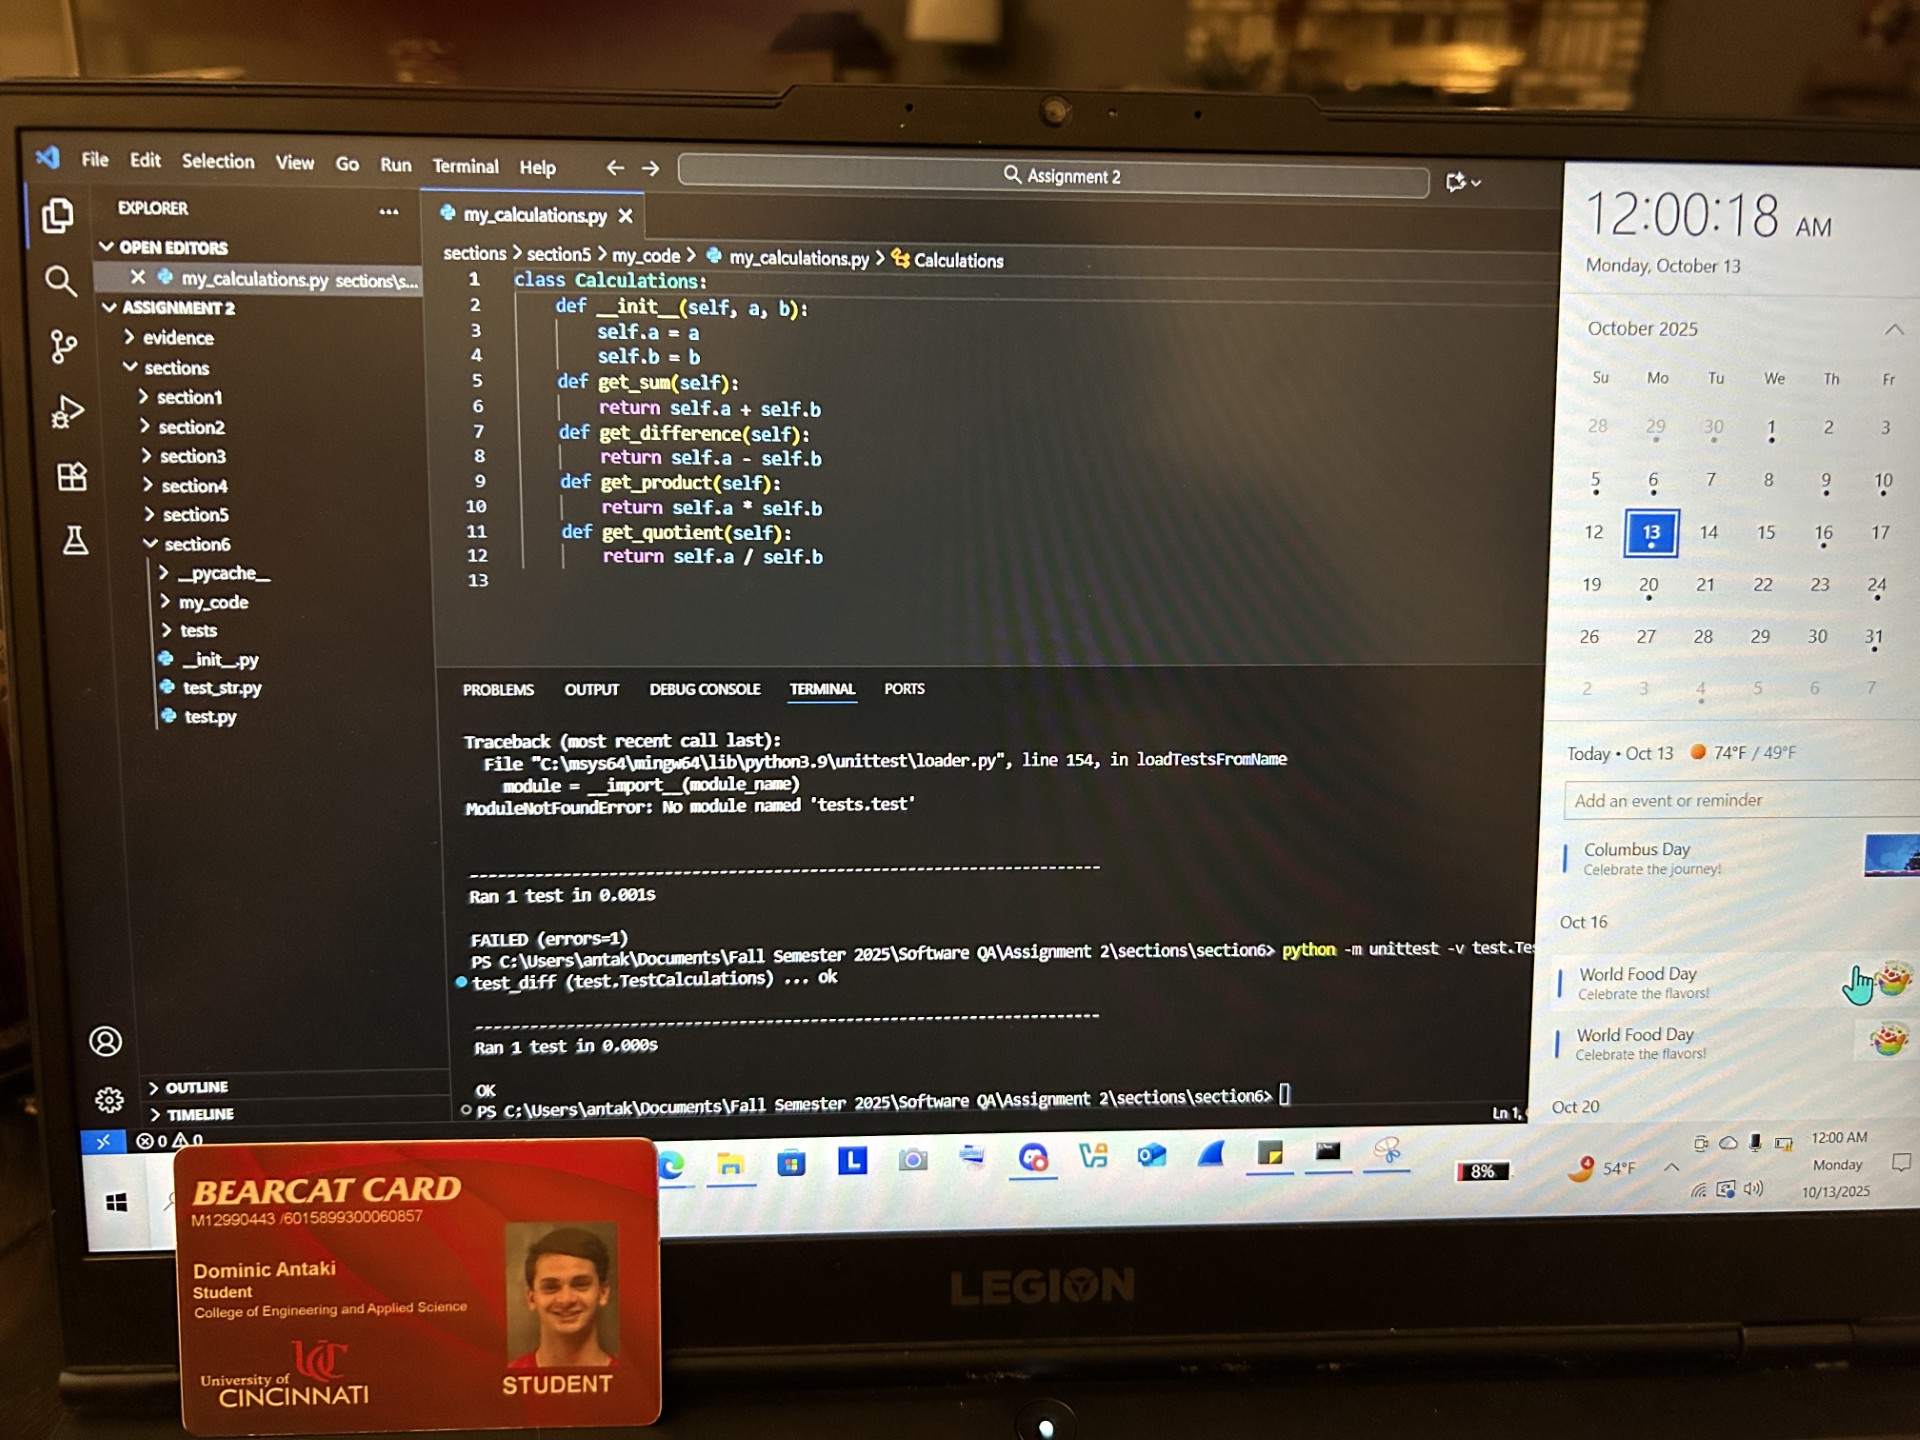 File Edit Selection View Go Run Terminal Help
Assignment 2
EXPLORER
OPEN EDITORS
my_calculations.py sections\s...
ASSIGNMENT 2
evidence
sections
section1
section2
section3
section4
section5
section6
__pycache__
my_code
tests
__init__.py
test_str.py
test.py
OUTLINE
TIMELINE
my_calculations.py
sections > section5 > my_code > my_calculations.py > Calculations
1 class Calculations:
2 def __init__(self, a, b):
3 self.a = a
4 self.b = b
5 def get_sum(self):
6 return self.a + self.b
7 def get_difference(self):
8 return self.a - self.b
9 def get_product(self):
10 return self.a * self.b
11 def get_quotient(self):
12 return self.a / self.b
13
PROBLEMS OUTPUT DEBUG CONSOLE TERMINAL PORTS
Traceback (most recent call last):
File "C:\msys64\mingw64\lib\python3.9\unittest\loader.py", line 154, in loadTestsFromName
module = __import__(module_name)
ModuleNotFoundError: No module named 'tests.test'
----------------------------------------------------------------------
Ran 1 test in 0.001s
FAILED (errors=1)
PS C:\Users\antak\Documents\Fall Semester 2025\Software QA\Assignment 2\sections\section6> python -m unittest -v test.Tes
test_diff (test.TestCalculations) ... ok
----------------------------------------------------------------------
Ran 1 test in 0.000s
OK
PS C:\Users\antak\Documents\Fall Semester 2025\Software QA\Assignment 2\sections\section6>
Ln 1,
0 0
12:00:18 AM
Monday, October 13
October 2025
Su Mo Tu We Th Fr
28 29 30 1 2 3
5 6 7 8 9 10
12 13 14 15 16 17
19 20 21 22 23 24
26 27 28 29 30 31
2 3 4 5 6 7
Today • Oct 13 74°F / 49°F
Add an event or reminder
Columbus Day
Celebrate the journey!
Oct 16
World Food Day
Celebrate the flavors!
World Food Day
Celebrate the flavors!
Oct 20
L
8%
4
54°F
12:00 AM
Monday
10/13/2025
LEGION
BEARCAT CARD
M12990443 /6015899300060857
Dominic Antaki
Student
College of Engineering and Applied Science
UC
University of
CINCINNATI
STUDENT